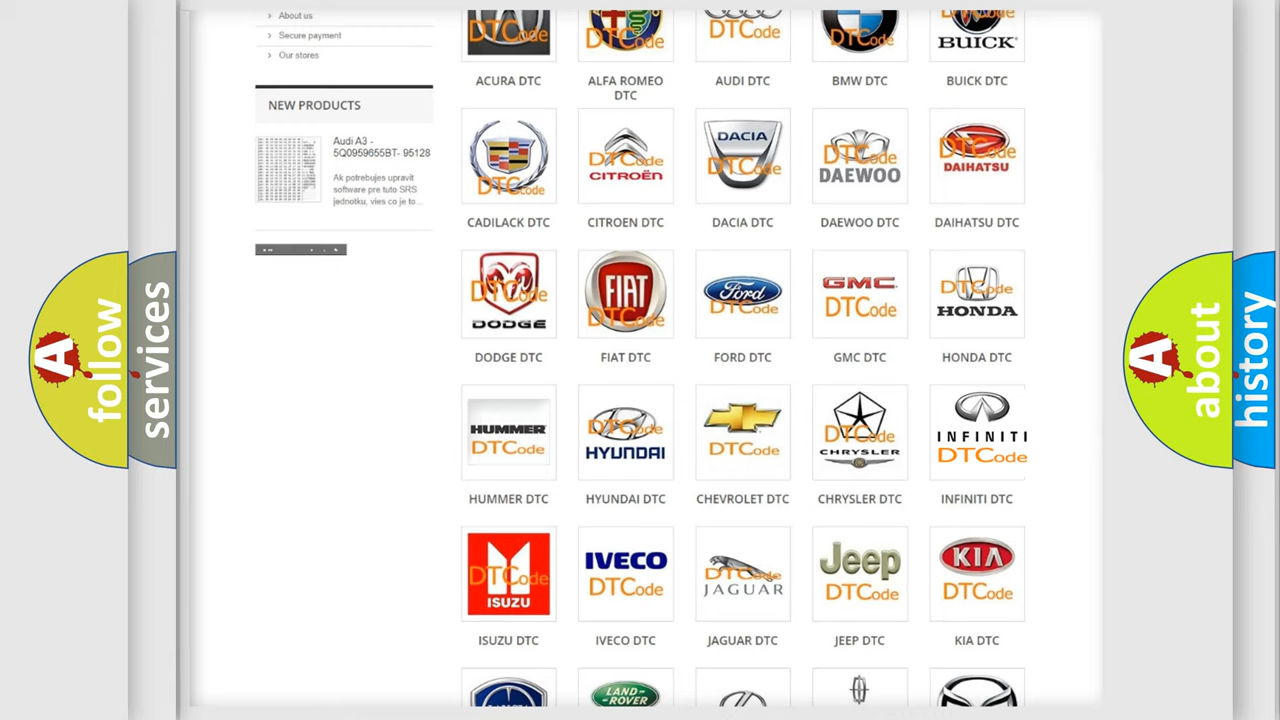 About us
Secure payment
Our stores
NEW PRODUCTS
Audi A3 -
5Q0959655BT- 95128
Ak potrebujes upravit
software pre tuto SRS
jednotku, vies co je to...
DTCode
DTCode
DTCode
DTCode
BUICK
ACURA DTC
ALFA ROMEO
DTC
AUDI DTC
BMW DTC
BUICK DTC
DTCode
DTCode
CITROËN
DACIA
DTCode
DTCode
DAEWOO
DTCode
DAIHATSU
CADILACK DTC
CITROEN DTC
DACIA DTC
DAEWOO DTC
DAIHATSU DTC
DTCode
DODGE
FIAT
DTCode
Ford
DTCode
GMC
DTCode
DTCode
HONDA
DODGE DTC
FIAT DTC
FORD DTC
GMC DTC
HONDA DTC
HUMMER
DTCode
DTCode
HYUNDAI
DTCode
DTCode
CHRYSLER
INFINITI
DTCode
HUMMER DTC
HYUNDAI DTC
CHEVROLET DTC
CHRYSLER DTC
INFINITI DTC
DTCode
ISUZU
IVECO
DTCode
DTCode
JAGUAR
Jeep
DTCode
KIA
DTCode
ISUZU DTC
IVECO DTC
JAGUAR DTC
JEEP DTC
KIA DTC
LAND-
ROVER
A
follow
services
A
about
history